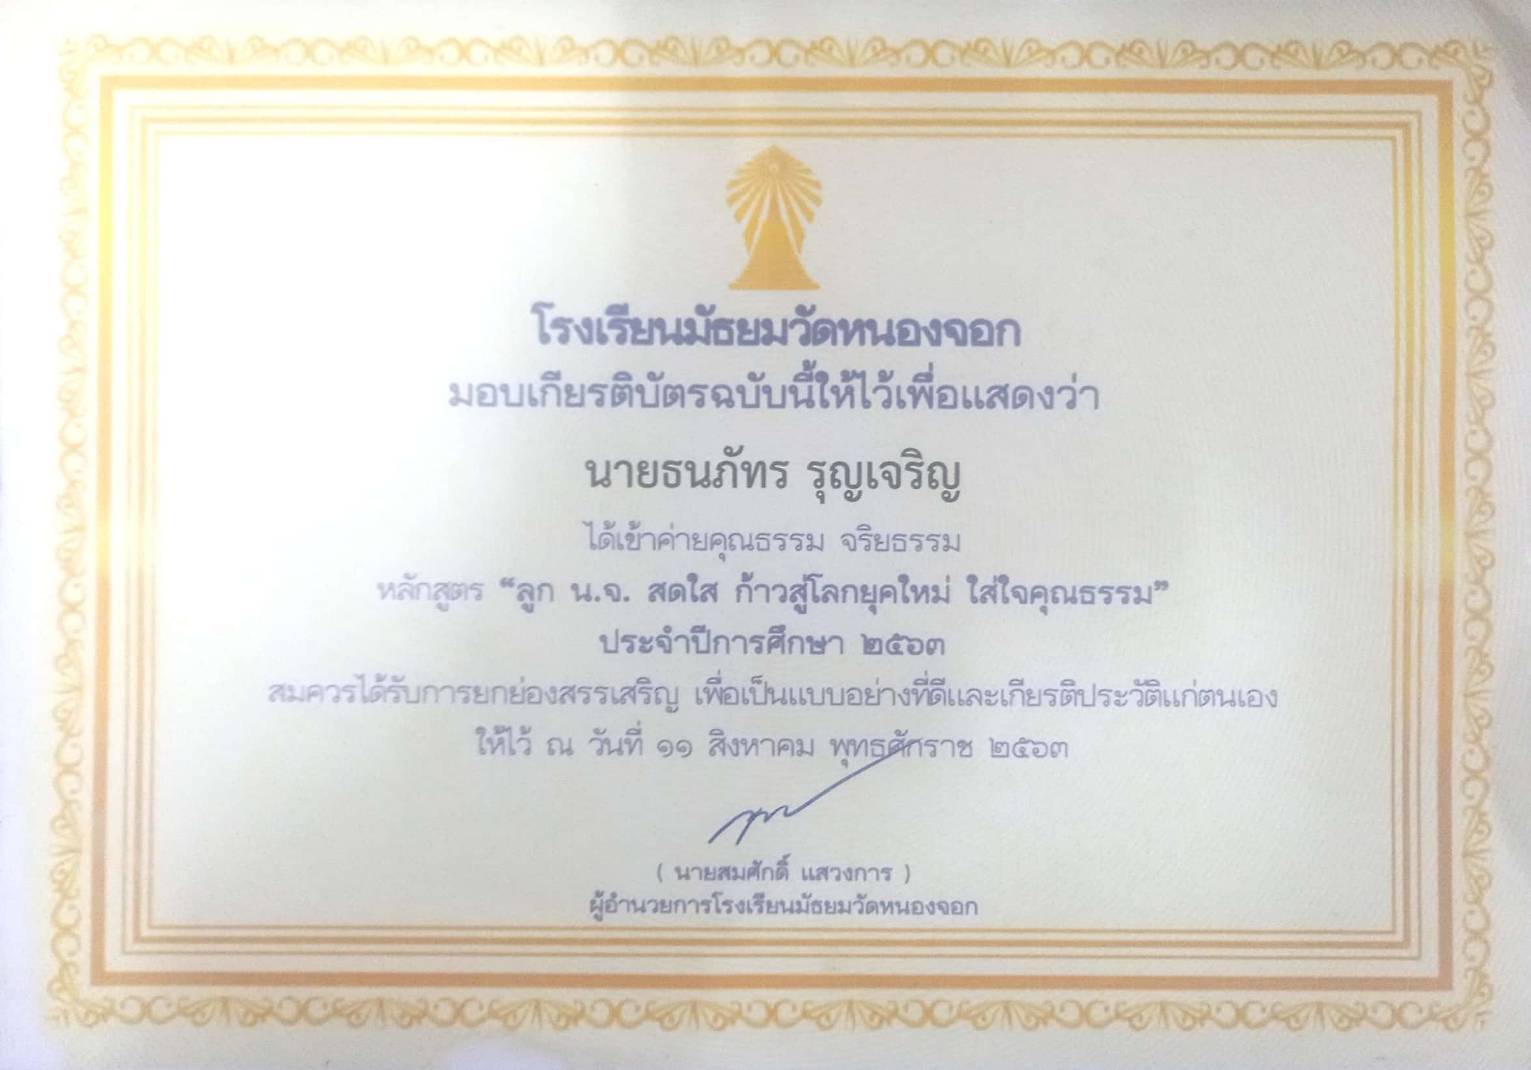 โรงเรียนมัธยมวัดหนองจอก
มอบเกียรติบัตรฉบับนี้ให้ไว้เพื่อแสดงว่า
นายธนภัทร รุญเจริญ
ได้เข้าค่ายคุณธรรม จริยธรรม
หลักสูตร “ลูก น.จ. สดใส ก้าวสู่โลกยุคใหม่ ใส่ใจคุณธรรม”
ประจำปีการศึกษา ๒๕๖๓
สมควรได้รับการยกย่องสรรเสริญ เพื่อเป็นแบบอย่างที่ดีและเกียรติประวัติแก่ตนเอง
ให้ไว้ ณ วันที่ ๑๑ สิงหาคม พุทธศักราช ๒๕๖๓
( นายสมศักดิ์ แสวงการ )
ผู้อำนวยการโรงเรียนมัธยมวัดหนองจอก